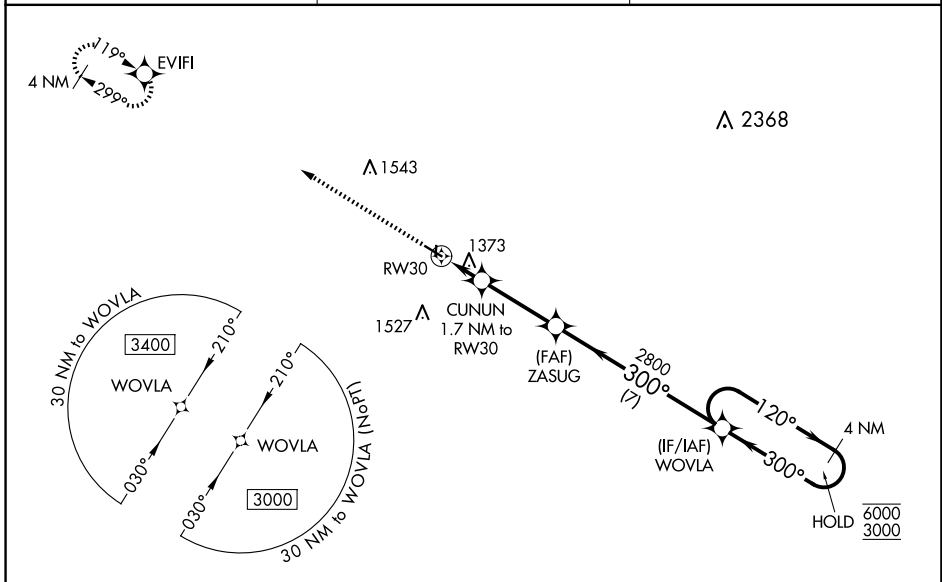 119°
EVIFI
4 NM
299°
2368
1543
1373
RW30
CUNUN
1.7 NM to
RW30
1527
(FAF)
ZASUG
2800
300°
(7)
120°
4 NM
(IF/IAF)
WOVLA
300°
HOLD
6000
3000
30 NM to WOVLA
210°
3400
WOVLA
030°
210°
WOVLA
030°
3000
30 NM to WOVLA (NoPT)